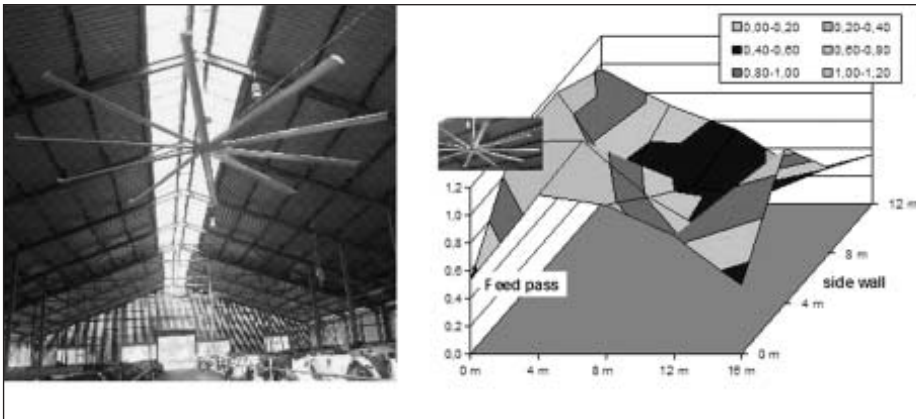 0,00-0,20 0,20-0,40
0,40-0,60 0,60-0,80
0,80-1,00 1,00-1,20
1,2
1,0
0,8
0,6
0,4
0,2
0,0
Feed pass
side wall
12 m
8 m
4 m
0 m
0 m 4 m 8 m 12 m 16 m